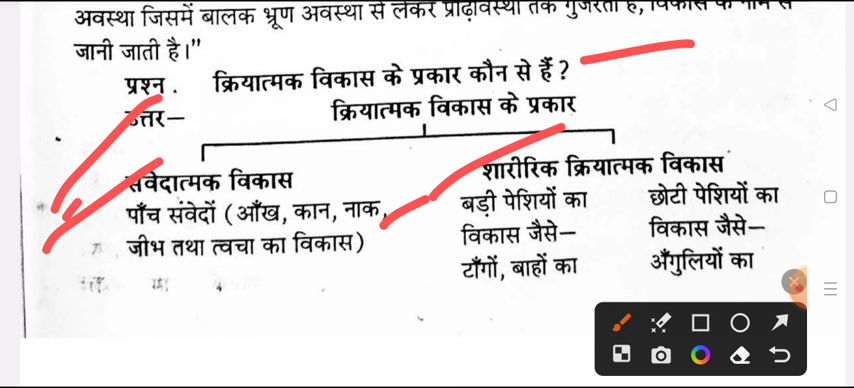 अवस्था जिसमें बालक भ्रूण अवस्था से लेकर प्रौढ़ावस्था तक गुजरता है, विकास के नाम से
जानी जाती है।”
प्रश्न . क्रियात्मक विकास के प्रकार कौन से हैं ?
उत्तर—
क्रियात्मक विकास के प्रकार
संवेदात्मक विकास
पाँच संवेदों (आँख, कान, नाक,
जीभ तथा त्वचा का विकास)
शारीरिक क्रियात्मक विकास
बड़ी पेशियों का
विकास जैसे—
टाँगों, बाहों का
छोटी पेशियों का
विकास जैसे—
अँगुलियों का